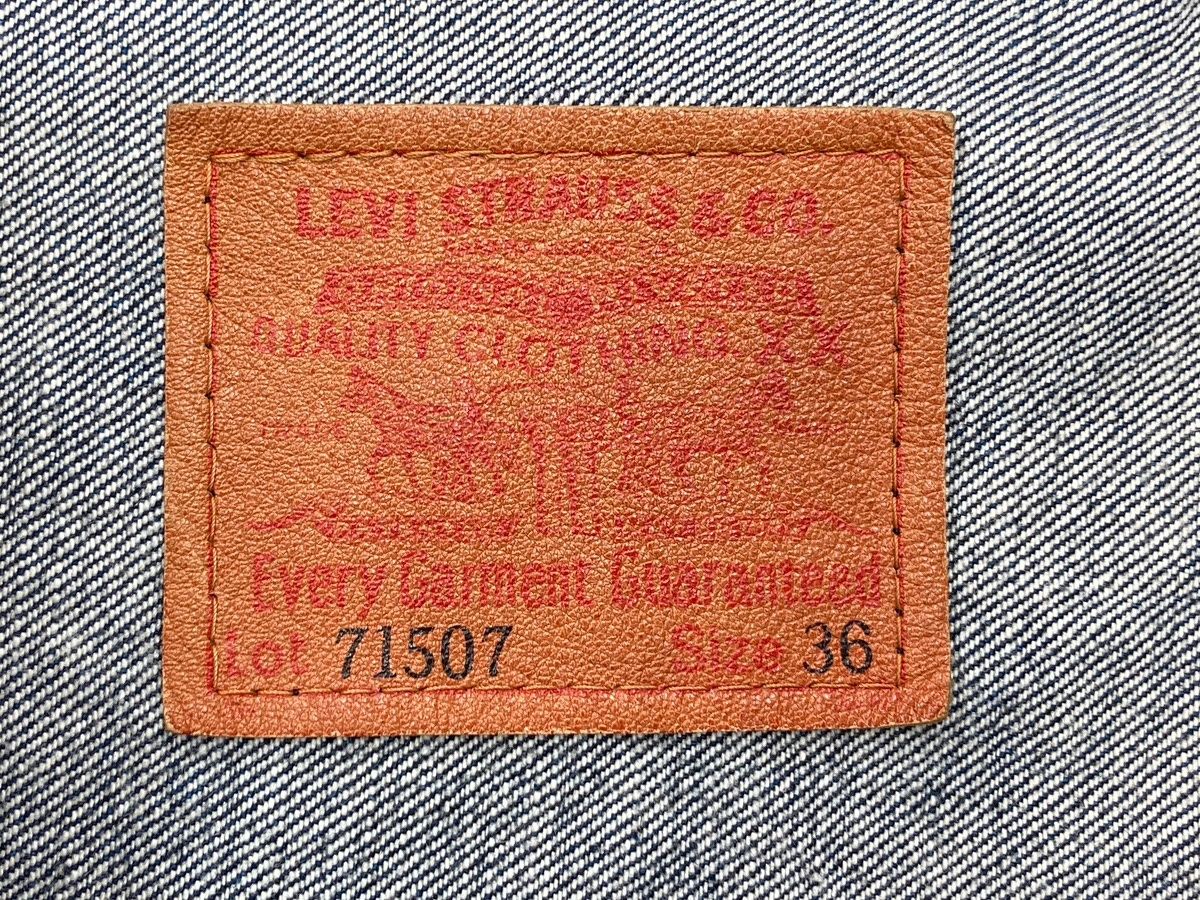 LEVI STRAUSS & CO.
QUALITY CLOTHING. XX
Every Garment Guaranteed
Lot 71507 Size 36